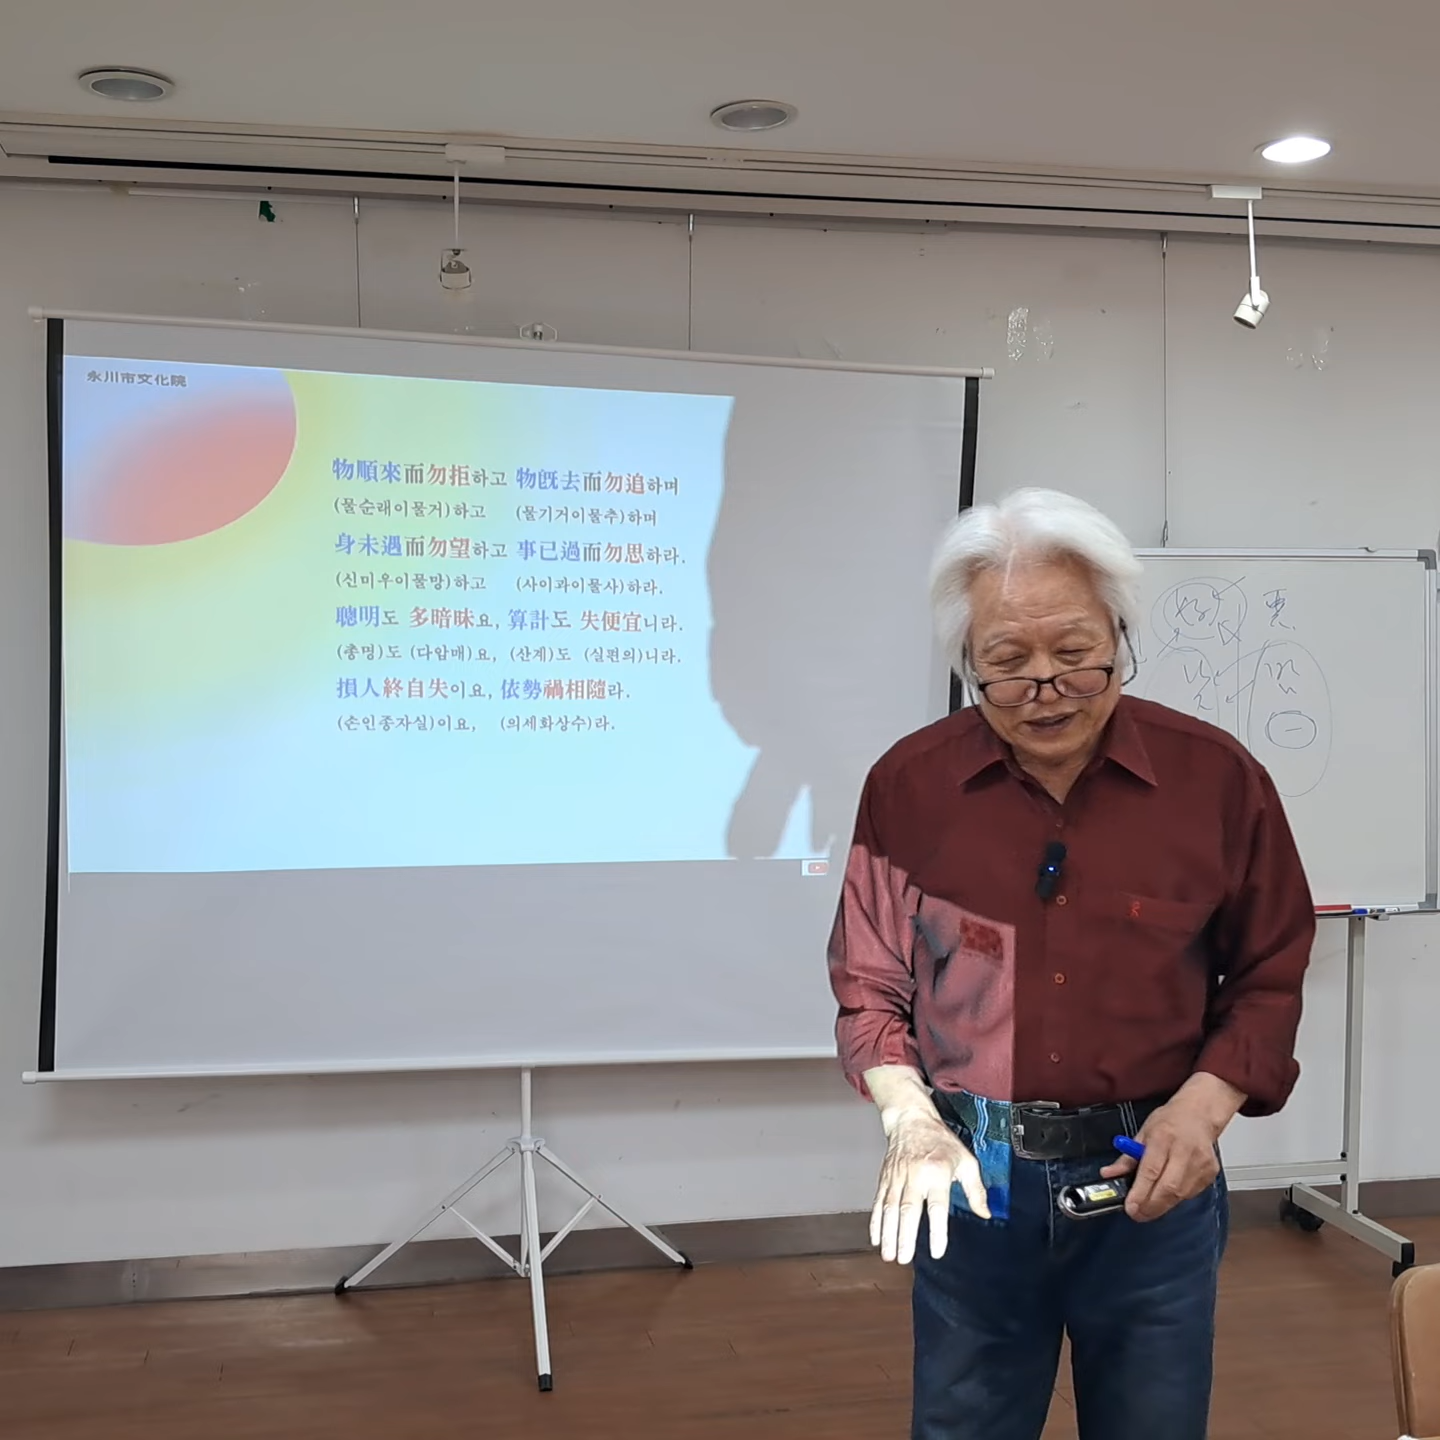 永川市文化院
物順來而勿拒하고 物旣去而勿追하며
(물순래이물거)하고 (물기거이물추)하며
身未遇而勿望하고 事已過而勿思하라.
(신미우이물망)하고 (사이과이물사)하라.
聰明도 多暗昧요, 算計도 失便宜니라.
(총명)도 (다암매)요, (산계)도 (실편의)니라.
損人終自失이요, 依勢禍相隨라.
(손인종자실)이요, (의세화상수)라.